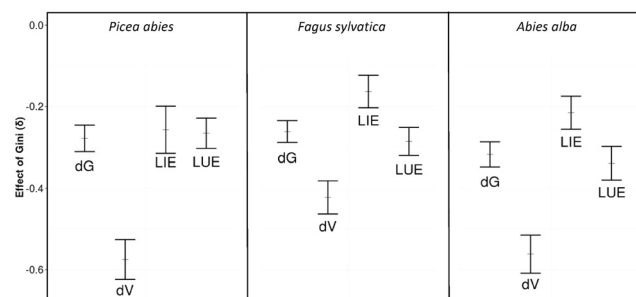 Picea abies
Fagus sylvatica
Abies alba
Effect of Gini (δ)
0.0
-0.2
-0.4
-0.6
dG
dV
LIE
LUE
dG
dV
LIE
LUE
dG
dV
LIE
LUE